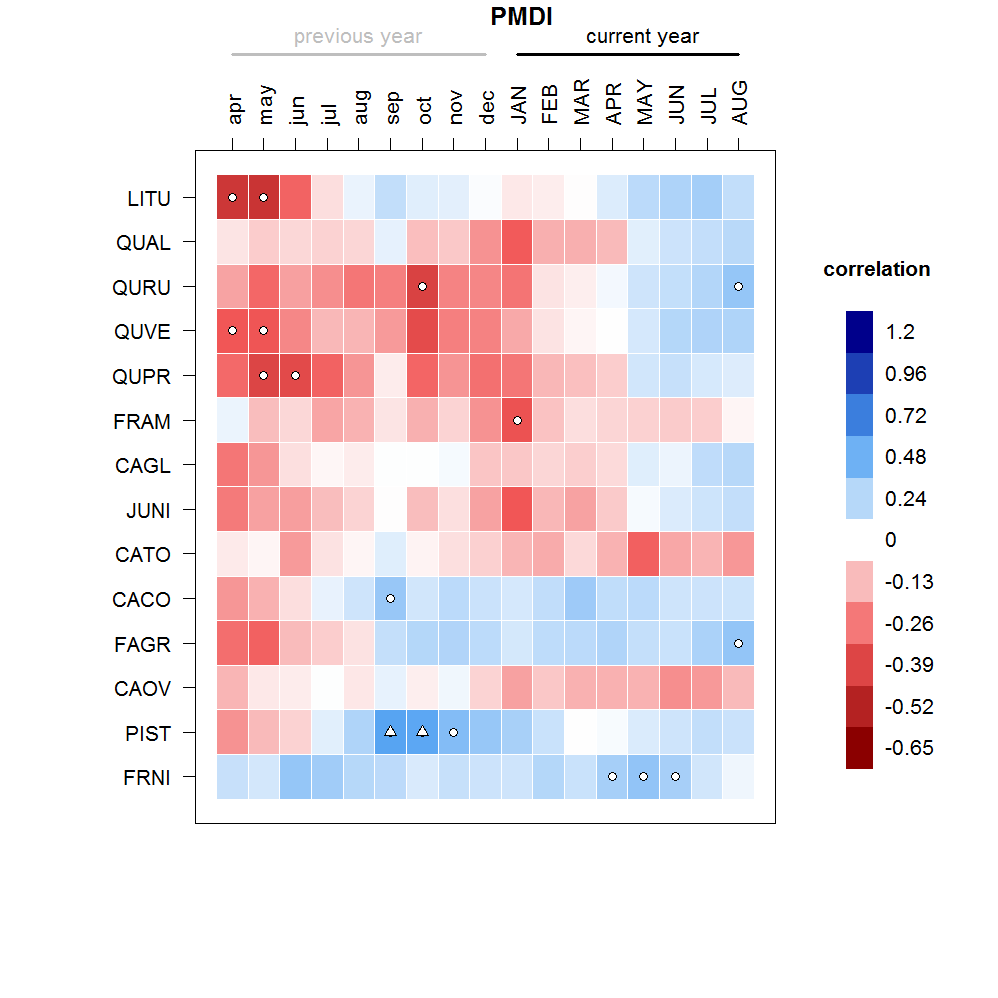 PMDI
previous year current year
apr may jun jul aug sep oct nov dec JAN FEB MAR APR MAY JUN JUL AUG
LITU
QUAL
QURU
QUVE
QUPR
FRAM
CAGL
JUNI
CATO
CACO
FAGR
CAOV
PIST
FRNI
correlation
1.2
0.96
0.72
0.48
0.24
0
-0.13
-0.26
-0.39
-0.52
-0.65